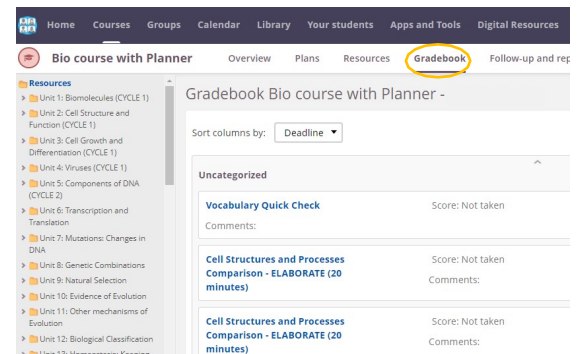 Home Courses Groups Calendar Library Your students Apps and Tools Digital Resources
Bio course with Planner Overview Plans Resources Gradebook Follow-up and rep
Resources
Unit 1: Biomolecules (CYCLE 1)
Unit 2: Cell Structure and
Function (CYCLE 1)
Unit 3: Cell Growth and
Differentiation (CYCLE 1)
Unit 4: Viruses (CYCLE 1)
Unit 5: Components of DNA
(CYCLE 2)
Unit 6: Transcription and
Translation
Unit 7: Mutations: Changes in
DNA
Unit 8: Genetic Combinations
Unit 9: Natural Selection
Unit 10: Evidence of Evolution
Unit 11: Other mechanisms of
Evolution
Unit 12: Biological Classification
Unit 13: Homeostasis: Keeping
Gradebook Bio course with Planner -
Sort columns by: Deadline
Uncategorized
Vocabulary Quick Check Score: Not taken
Comments:
Cell Structures and Processes Score: Not taken
Comparison - ELABORATE (20 Comments:
minutes)
Cell Structures and Processes Score: Not taken
Comparison - ELABORATE (20 Comments:
minutes)